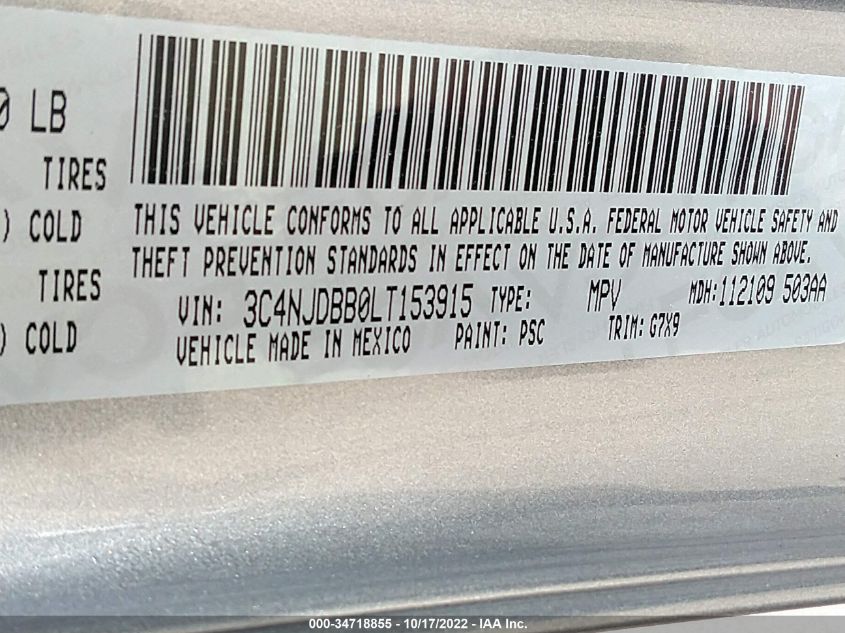 0 LB
TIRES
) COLD
TIRES
) COLD
THIS VEHICLE CONFORMS TO ALL APPLICABLE U.S.A. FEDERAL MOTOR VEHICLE SAFETY AND
THEFT PREVENTION STANDARDS IN EFFECT ON THE DATE OF MANUFACTURE SHOWN ABOVE.
VIN: 3C4NJDBB0LT153915 TYPE: MPV MDH:112109 503AA
VEHICLE MADE IN MEXICO PAINT: PSC TRIM: G7X9
000-34718855 - 10/17/2022 - IAA Inc.